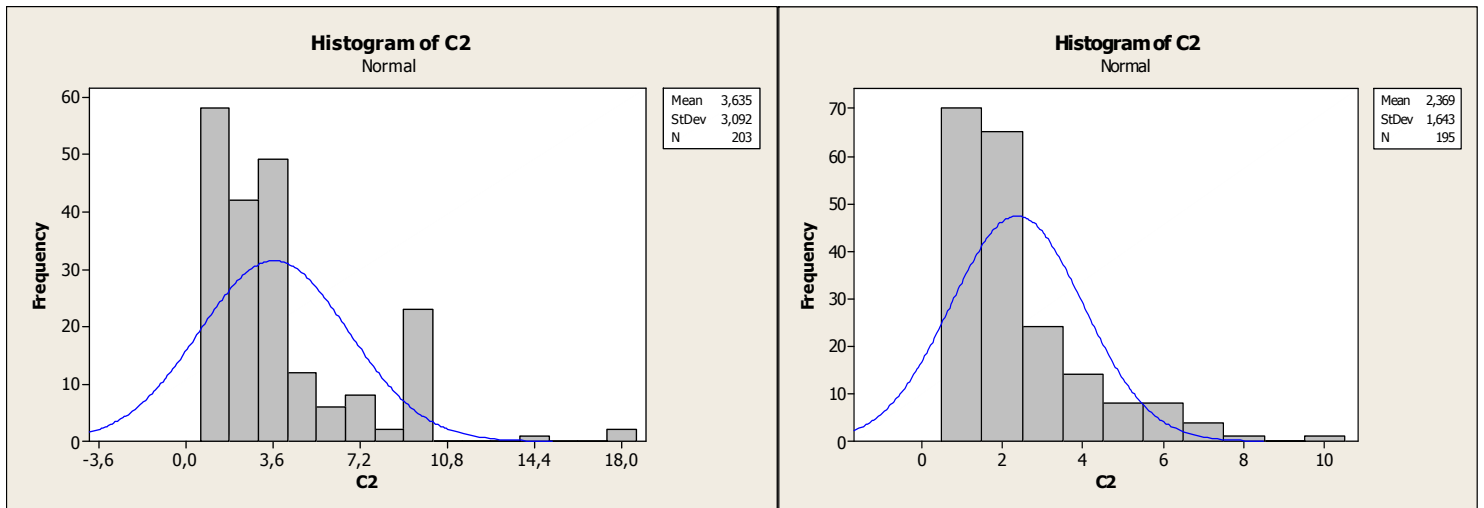 Histogram of C2
Normal
60
50
40
30
20
10
0
Frequency
-3,6 0,0 3,6 7,2 10,8 14,4 18,0
C2
Mean 3,635
StDev 3,092
N 203
Histogram of C2
Normal
70
60
50
40
30
20
10
0
Frequency
0 2 4 6 8 10
C2
Mean 2,369
StDev 1,643
N 195